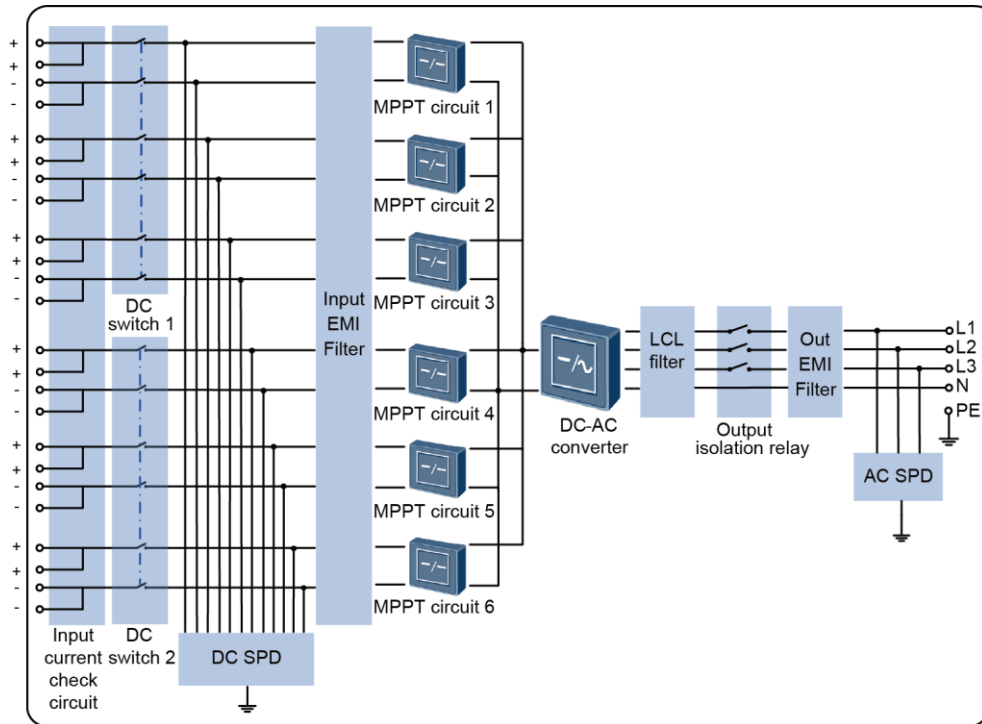 +
+
-
-
+
+
-
-
+
+
-
-
+
+
-
-
+
+
-
-
+
+
-
-
Input
current
check
circuit
DC
switch 1
DC
switch 2
DC SPD
Input
EMI
Filter
MPPT circuit 1
MPPT circuit 2
MPPT circuit 3
MPPT circuit 4
MPPT circuit 5
MPPT circuit 6
DC-AC
converter
LCL
filter
Output
isolation relay
Out
EMI
Filter
L1
L2
L3
N
PE
AC SPD